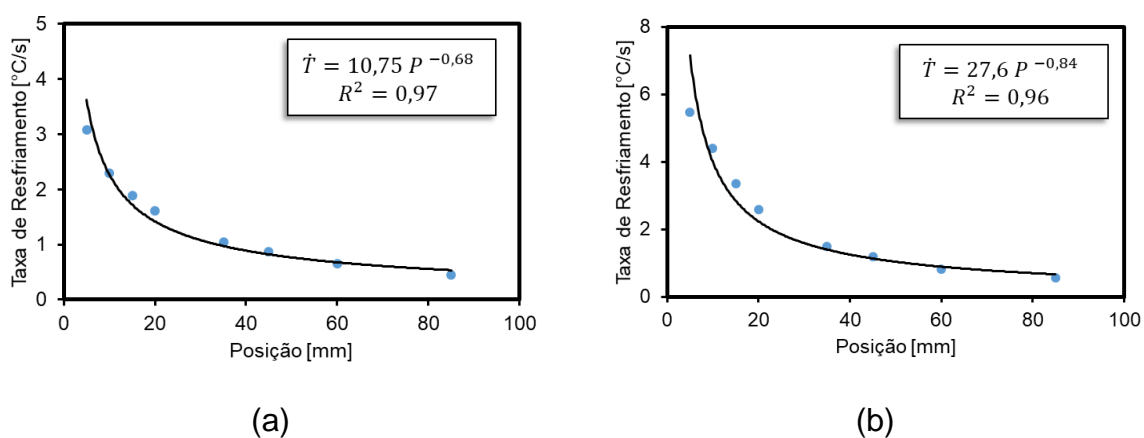 Taxa de Resfriamento [°C/s]
5
4
3
2
1
0
Ṫ = 10,75 P ^−0,68
R² = 0,97
0 20 40 60 80 100
Posição [mm]
(a)
Taxa de Resfriamento [°C/s]
8
6
4
2
0
Ṫ = 27,6 P ^−0,84
R² = 0,96
0 20 40 60 80 100
Posição [mm]
(b)